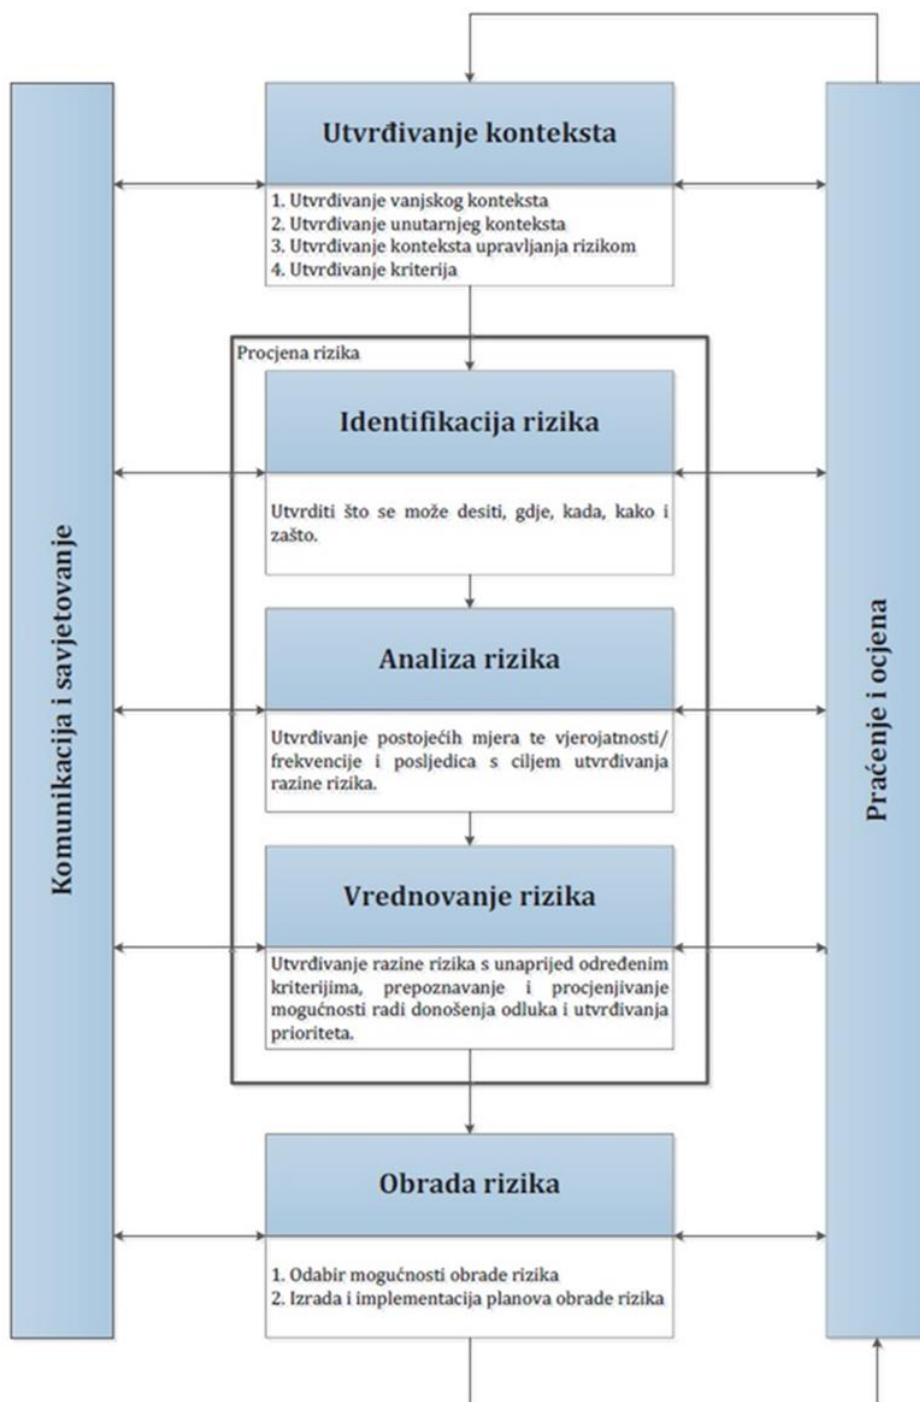 Utvrđivanje konteksta
1. Utvrđivanje vanjskog konteksta
2. Utvrđivanje unutarnjeg konteksta
3. Utvrđivanje konteksta upravljanja rizikom
4. Utvrđivanje kriterija
Procjena rizika
Identifikacija rizika
Utvrditi što se može desiti, gdje, kada, kako i
zašto.
Analiza rizika
Utvrđivanje postojećih mjera te vjerojatnosti/
frekvencije i posljedica s ciljem utvrđivanja
razine rizika.
Vrednovanje rizika
Utvrđivanje razine rizika s unaprijed određenim
kriterijima, prepoznavanje i procjenjivanje
mogućnosti radi donošenja odluka i utvrđivanja
prioriteta.
Obrada rizika
1. Odabir mogućnosti obrade rizika
2. Izrada i implementacija planova obrade rizika
Komunikacija i savjetovanje
Praćenje i ocjena